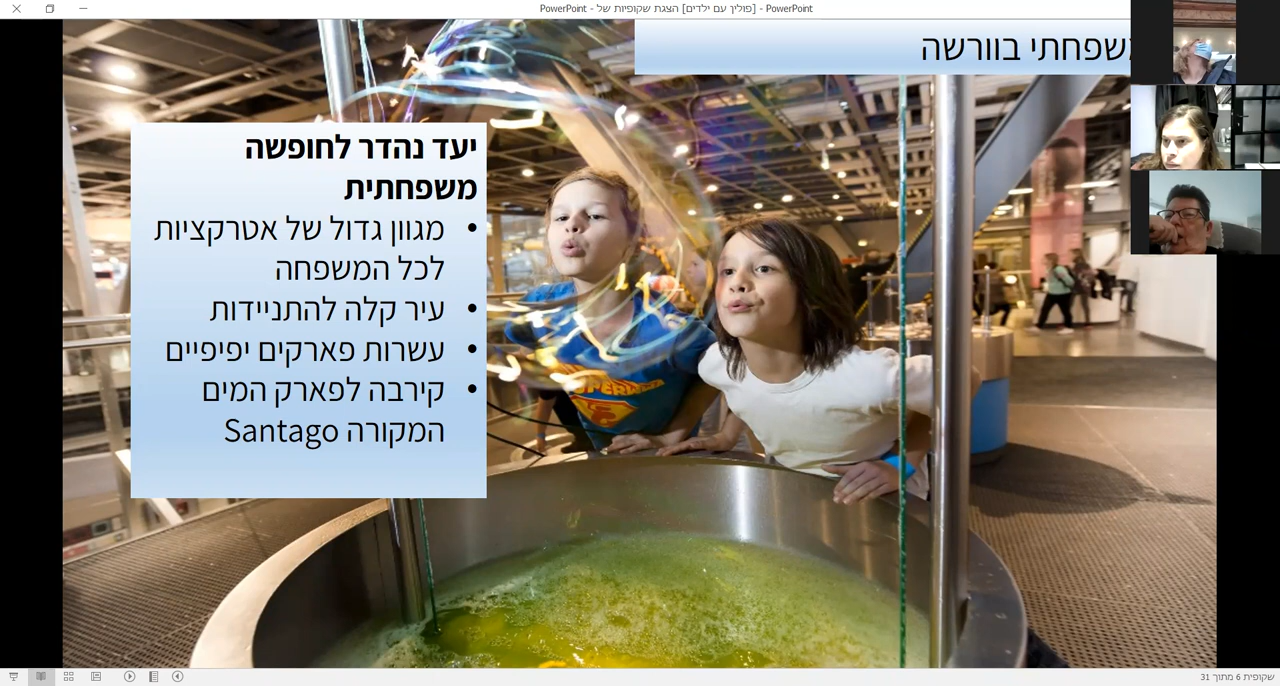 PowerPoint - [פולין עם ילדים] הצגת שקופיות של
משפחתי בוורשה
יעד נהדר לחופשה
משפחתית
• מגוון גדול של אטרקציות
לכל המשפחה
• עיר קלה להתניידות
• עשרות פארקים יפיפיים
• קירבה לפארק המים
המקורה Santago
שקופית 6 מתוך 31